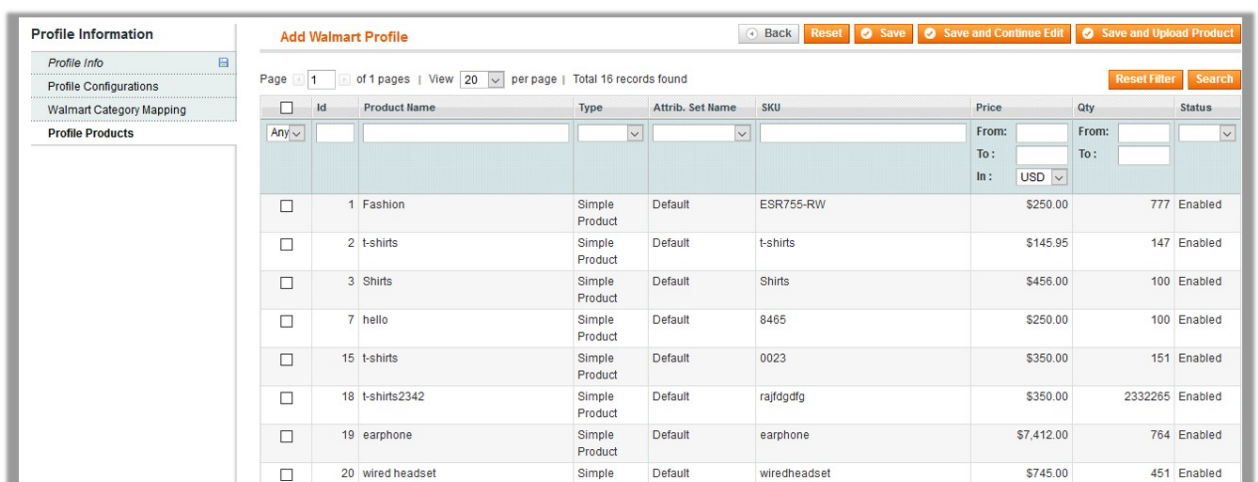 Profile Information
Profile Info
Profile Configurations
Walmart Category Mapping
Profile Products
Add Walmart Profile Back Reset Save Save and Continue Edit Save and Upload Product
Page 1 of 1 pages | View 20 per page | Total 16 records found Reset Filter Search
Id Product Name Type Attrib. Set Name SKU Price Qty Status
Any From: From:
To : To :
In : USD
1 Fashion Simple Default ESR755-RW $250.00 777 Enabled
Product
2 t-shirts Simple Default t-shirts $145.95 147 Enabled
Product
3 Shirts Simple Default Shirts $456.00 100 Enabled
Product
7 hello Simple Default 8465 $250.00 100 Enabled
Product
15 t-shirts Simple Default 0023 $350.00 151 Enabled
Product
18 t-shirts2342 Simple Default rajfdgdfg $350.00 2332265 Enabled
Product
19 earphone Simple Default earphone $7,412.00 764 Enabled
Product
20 wired headset Simple Default wiredheadset $745.00 451 Enabled